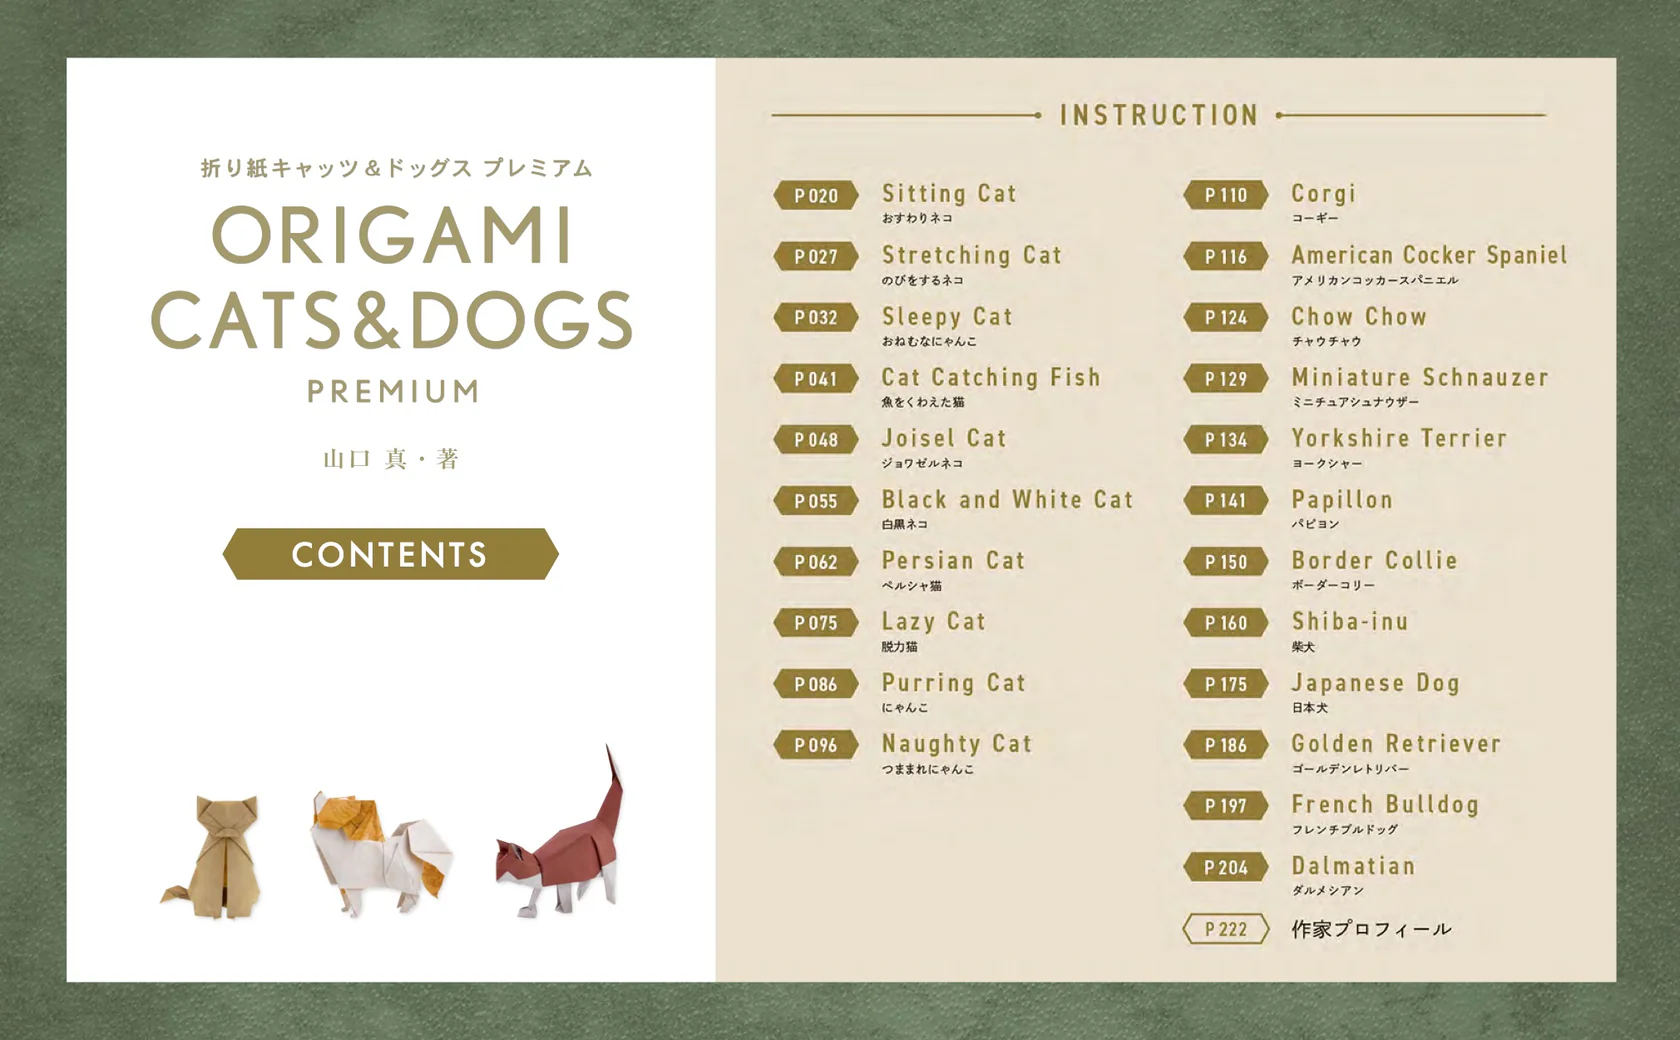 折り紙キャッツ＆ドッグス プレミアム
ORIGAMI
CATS&DOGS
PREMIUM
山口 真・著
CONTENTS
INSTRUCTION
P 020 Sitting Cat
おすわりネコ
P 027 Stretching Cat
のびをするネコ
P 032 Sleepy Cat
おねむなにゃんこ
P 041 Cat Catching Fish
魚をくわえた猫
P 048 Joisel Cat
ジョワゼルネコ
P 055 Black and White Cat
白黒ネコ
P 062 Persian Cat
ペルシャ猫
P 075 Lazy Cat
脱力猫
P 086 Purring Cat
にゃんこ
P 096 Naughty Cat
つままれにゃんこ
P 110 Corgi
コーギー
P 116 American Cocker Spaniel
アメリカンコッカースパニエル
P 124 Chow Chow
チャウチャウ
P 129 Miniature Schnauzer
ミニチュアシュナウザー
P 134 Yorkshire Terrier
ヨークシャー
P 141 Papillon
パピヨン
P 150 Border Collie
ボーダーコリー
P 160 Shiba-inu
柴犬
P 175 Japanese Dog
日本犬
P 186 Golden Retriever
ゴールデンレトリバー
P 197 French Bulldog
フレンチブルドッグ
P 204 Dalmatian
ダルメシアン
P 222 作家プロフィール